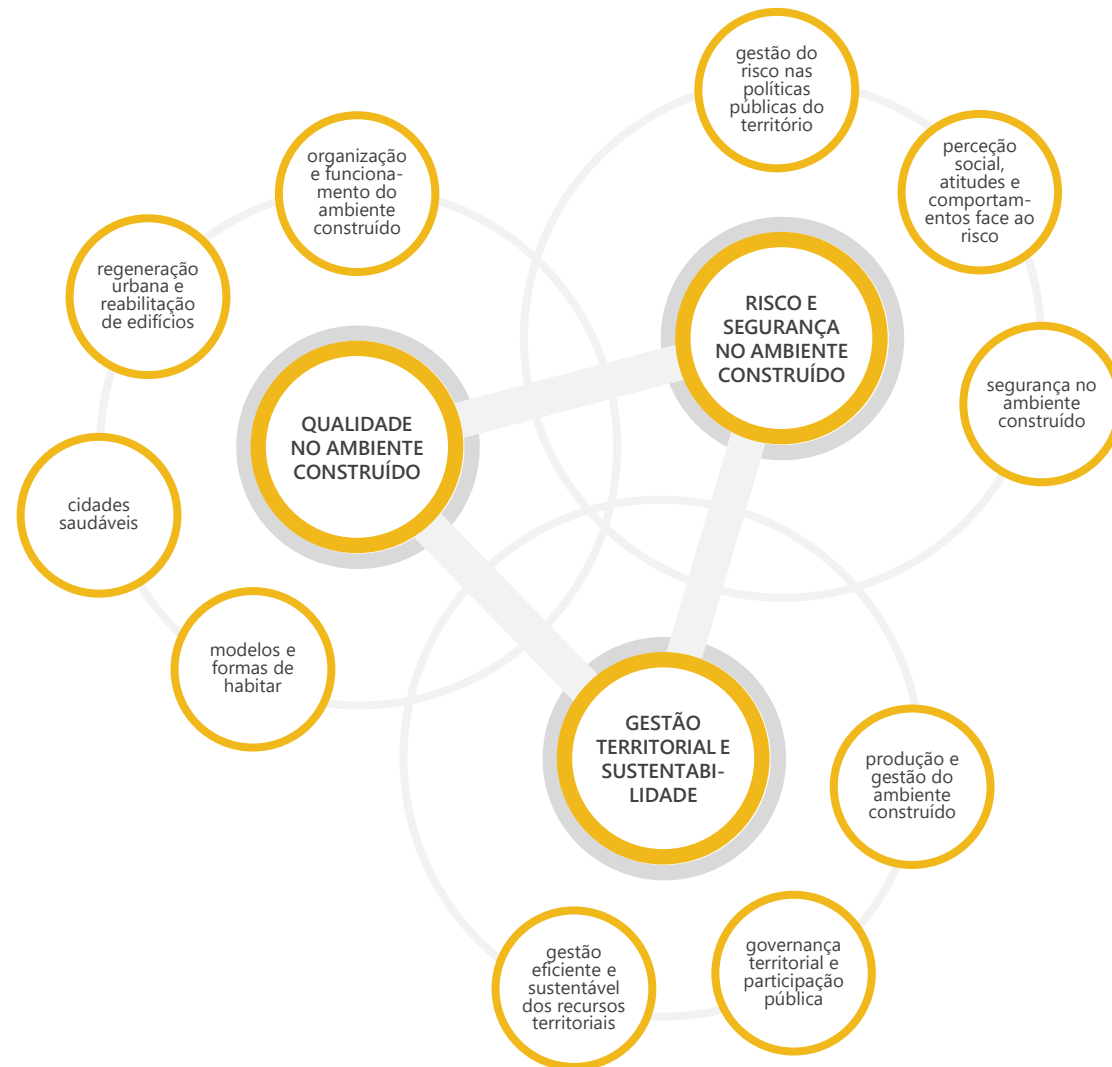 gestão do
risco nas
políticas
públicas do
território
perceção
social,
atitudes e
comportam-
entos face ao
risco
segurança no
ambiente
construído
RISCO E
SEGURANÇA
NO AMBIENTE
CONSTRUÍDO
organização
e funciona-
mento do
ambiente
construído
regeneração
urbana e
reabilitação
de edifícios
cidades
saudáveis
modelos e
formas de
habitar
QUALIDADE
NO AMBIENTE
CONSTRUÍDO
GESTÃO
TERRITORIAL E
SUSTENTABI-
LIDADE
produção e
gestão do
ambiente
construído
governança
territorial e
participação
pública
gestão
eficiente e
sustentável
dos recursos
territoriais